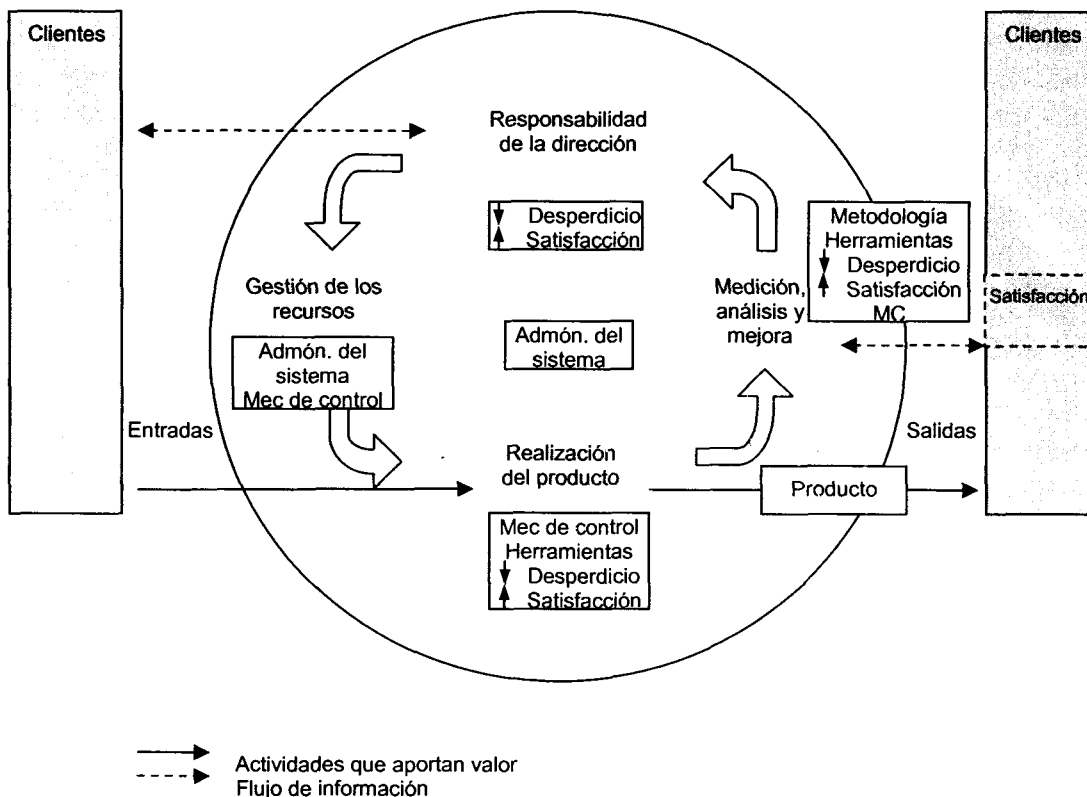 Clientes
Clientes
Responsabilidad
de la dirección
Desperdicio
Satisfacción
Metodología
Herramientas
Desperdicio
Satisfacción
MC
Gestión de los
recursos
Medición,
análisis y
mejora
Satisfacción
Admón. del
sistema
Mec de control
Admón. del
sistema
Entradas
Salidas
Realización
del producto
Producto
Mec de control
Herramientas
Desperdicio
Satisfacción
Actividades que aportan valor
Flujo de información